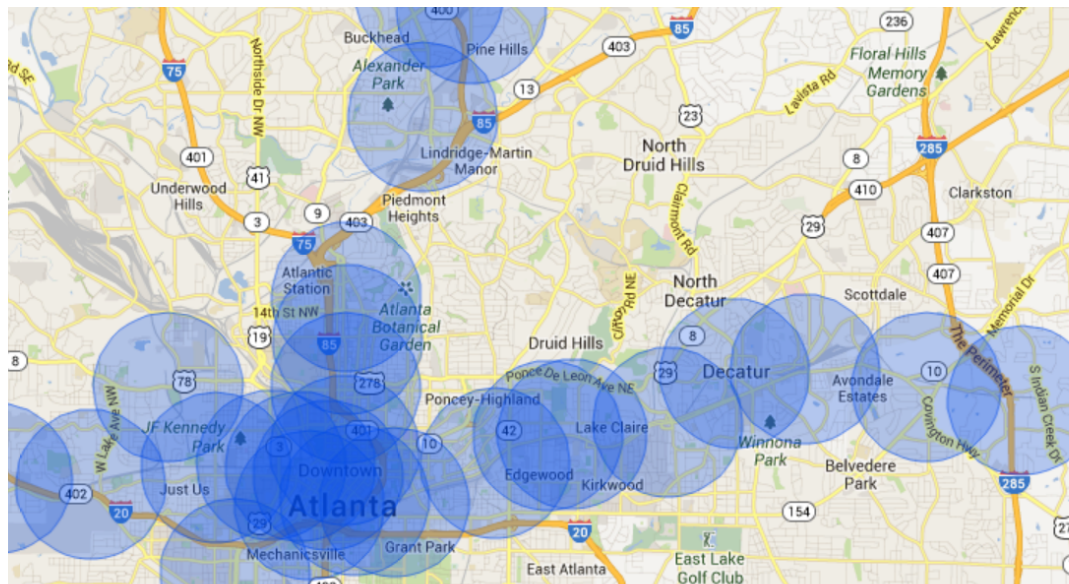 400
236
Buckhead
Pine Hills
85
403
Lawrence
Northside Dr NW
75
Alexander
Park
Floral Hills
Memory
Gardens
Lavista Rd
13
23
85
401
North
Druid Hills
285
Lindridge-Martin
Manor
8
41
Underwood
Hills
Piedmont
Heights
410
Clarkston
9
3
403
Clairmont Rd
29
407
75
Atlantic
Station
407
Clifton Rd NE
North
Decatur
Scottdale
Memorial Dr
Atlanta
Botanical
Garden
14th St NW
19
85
Druid Hills
8
The Perimeter
8
78
278
Ponce De Leon Ave NE
29
Decatur
10
Avondale
Estates
S Indian Creek Dr
W Lake Ave NW
Poncey-Highland
JF Kennedy
Park
401
10
42
Lake Claire
Covington Hwy
3
Winnona
Park
Downtown
Edgewood
Kirkwood
Belvedere
Park
402
Just Us
285
20
Atlanta
154
29
20
Mechanicsville
Grant Park
East Atlanta
East Lake
Golf Club